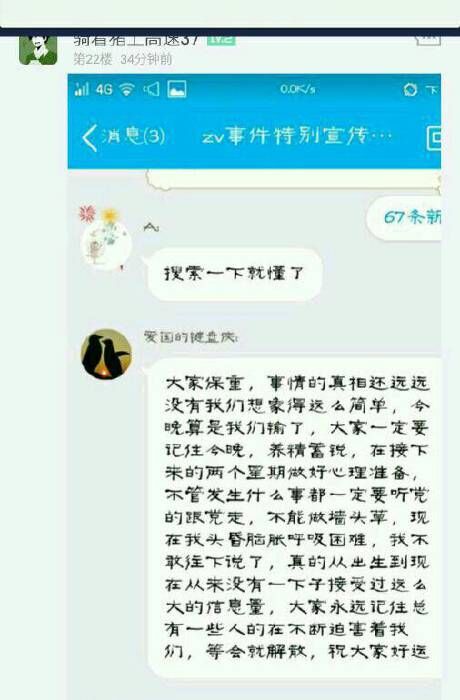 骑着猪上高速37 LV.2
第22楼 34分钟前
4G 0.0K/s 下
消息(3) zv事件特别宣传…
67条新
A:
搜索一下就懂了
爱国的键盘侠:
大家保重，事情的真相还远远
没有我们想象得这么简单，今
晚算是我们输了，大家一定要
记住今晚，养精蓄锐，在接下
来的两个星期做好心理准备，
不管发生什么事都一定要听党
的跟党走，不能做墙头草，现
在我头昏脑胀呼吸困难，我不
敢往下说了，真的从出生到现
在从来没有一下子接受过这么
大的信息量，大家永远记住总
有一些人的在不断迫害着我
们，等会就解散，祝大家好运